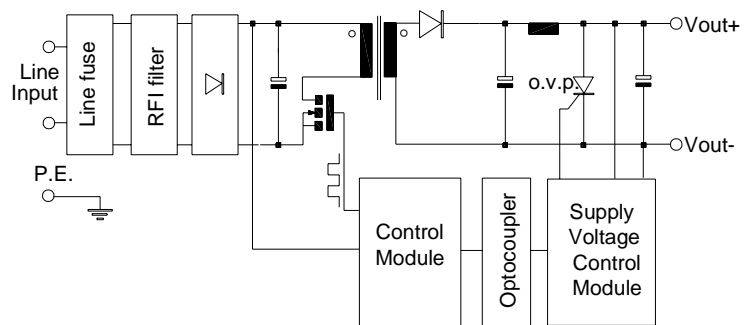 Line
Input
P.E.
Line fuse
RFI filter
o.v.p.
Vout+
Vout-
Control
Module
Optocoupler
Supply
Voltage
Control
Module